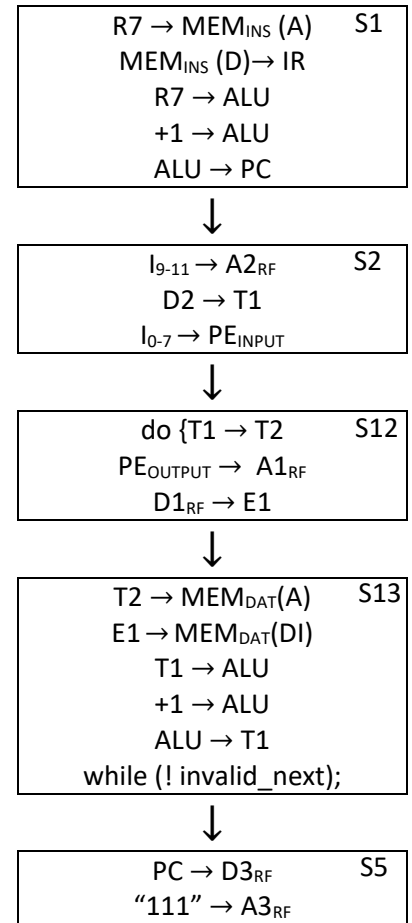 R7 → MEM_INS (A) S1
MEM_INS (D)→ IR
R7 → ALU
+1 → ALU
ALU → PC
↓
I_9-11 → A2_RF S2
D2 → T1
I_0-7 → PE_INPUT
↓
do {T1 → T2 S12
PE_OUTPUT → A1_RF
D1_RF → E1
↓
T2 → MEM_DAT(A) S13
E1 → MEM_DAT(DI)
T1 → ALU
+1 → ALU
ALU → T1
while (! invalid_next);
↓
PC → D3_RF S5
“111” → A3_RF